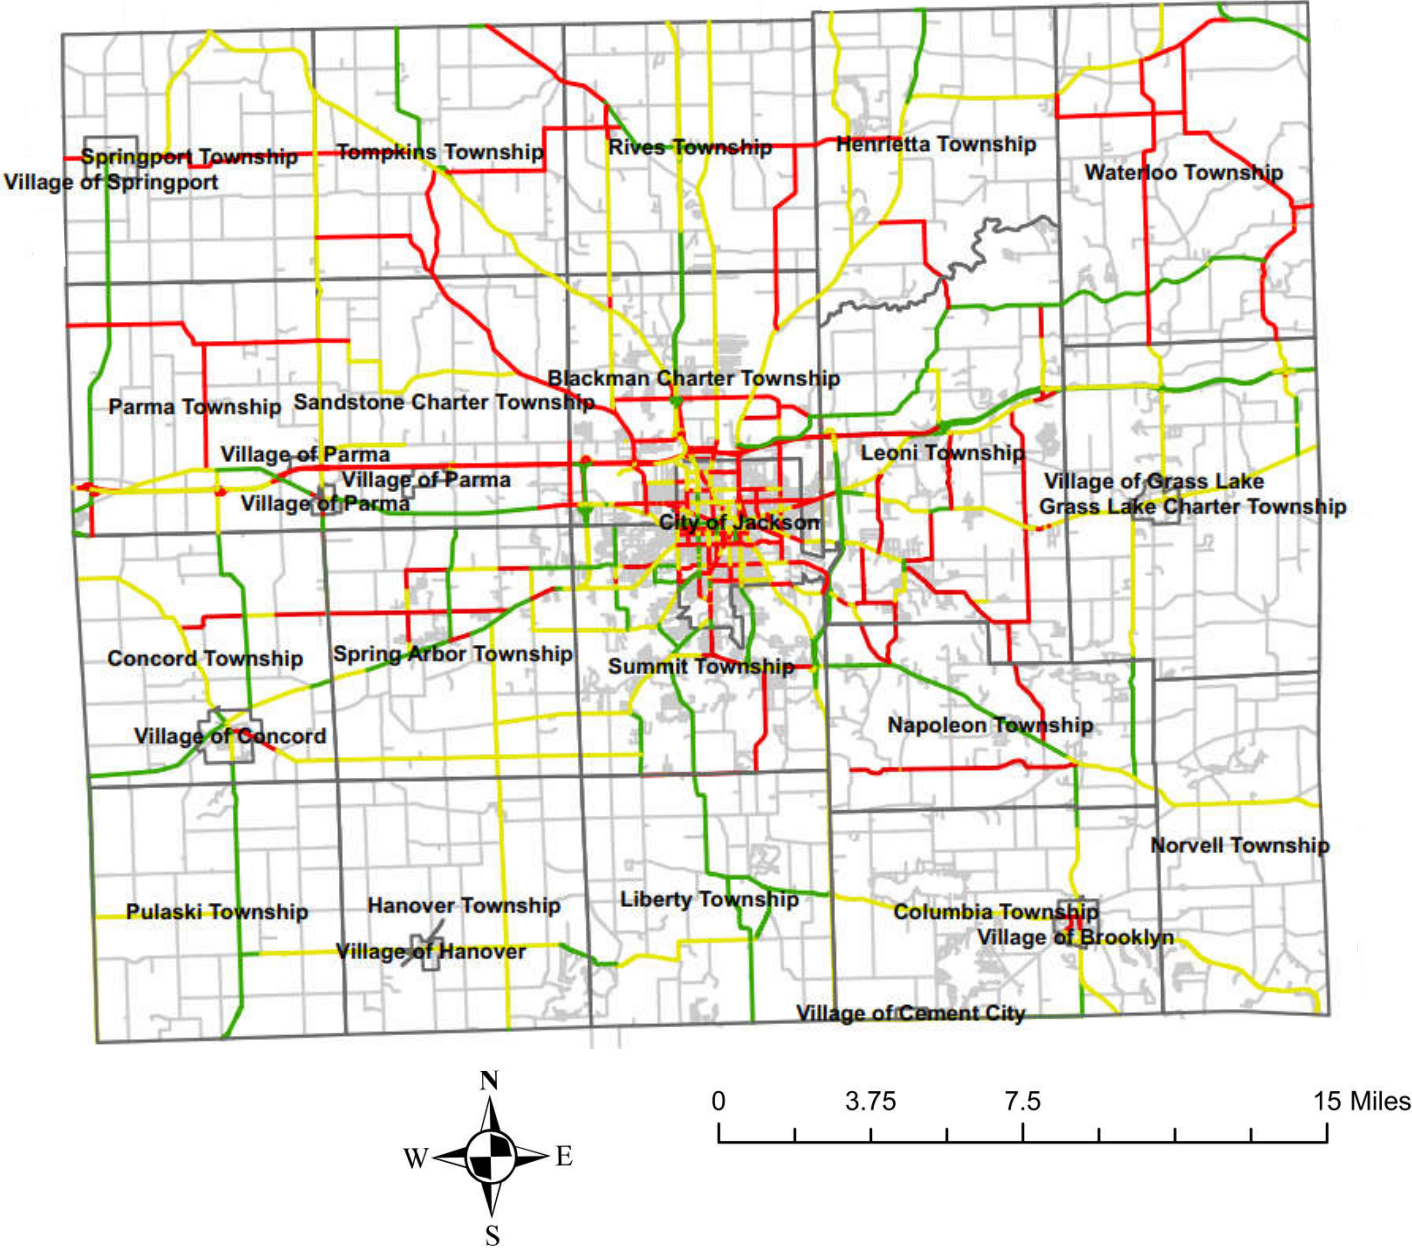 Henrietta Township
Rives Township
Tompkins Township
Springport Township
Waterloo Township
Village of Springport
Blackman Charter Township
Sandstone Charter Township
Parma Township
Leoni Township
Village of Parma
Village of Parma
Village of Grass Lake
Village of Parma
Grass Lake Charter Township
City of Jackson
Spring Arbor Township
Concord Township
Summit Township
Napoleon Township
Village of Concord
Norvell Township
Liberty Township
Hanover Township
Pulaski Township
Columbia Township
Village of Brooklyn
Village of Hanover
Village of Cement City
N
W E
S
0 3.75 7.5 15 Miles